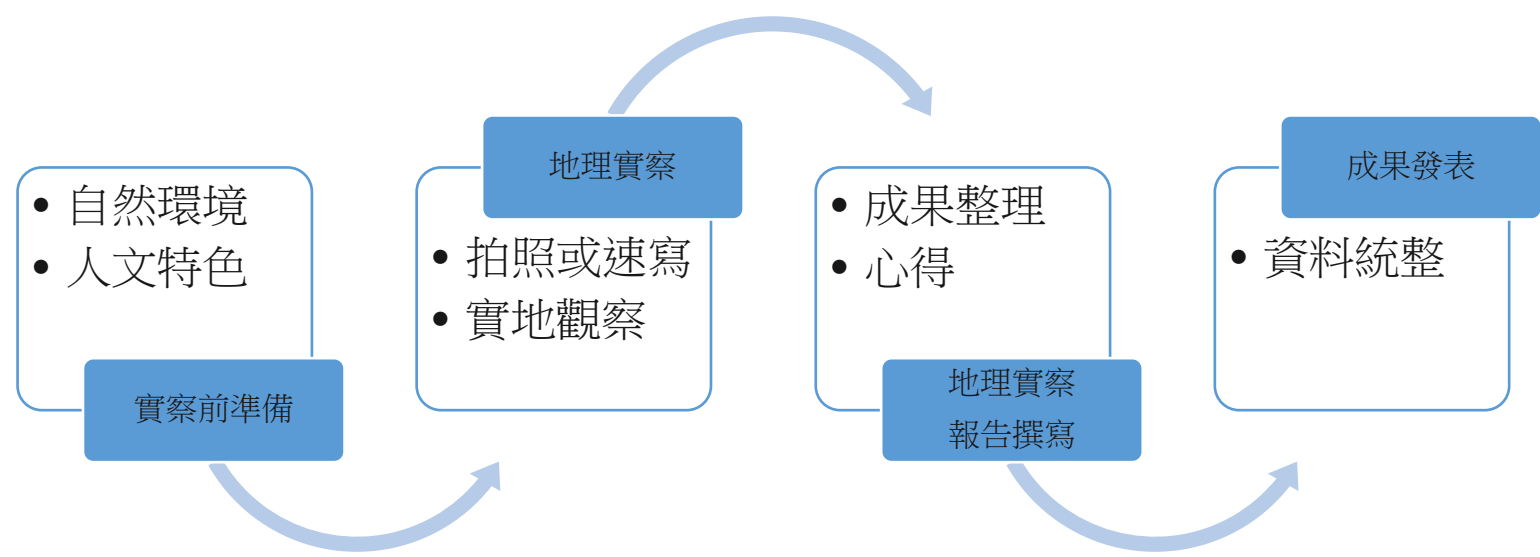 • 自然環境
• 人文特色
實察前準備
地理實察
• 拍照或速寫
• 實地觀察
• 成果整理
• 心得
地理實察
報告撰寫
成果發表
• 資料統整